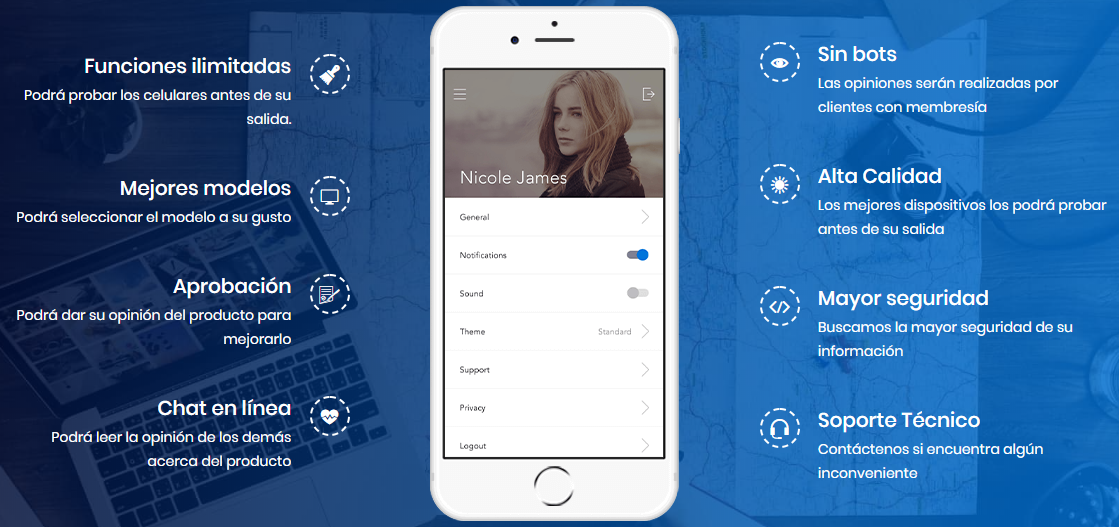 Funciones ilimitadas
Podrá probar los celulares antes de su
salida.
Mejores modelos
Podrá seleccionar el modelo a su gusto
Aprobación
Podrá dar su opinión del producto para
mejorarlo
Chat en línea
Podrá leer la opinión de los demás
acerca del producto
Nicole James
General
Notifications
Sound
Theme Standard
Support
Privacy
Logout
Sin bots
Las opiniones serán realizadas por
clientes con membresía
Alta Calidad
Los mejores dispositivos los podrá probar
antes de su salida
Mayor seguridad
Buscamos la mayor seguridad de su
información
Soporte Técnico
Contáctenos si encuentra algún
inconveniente